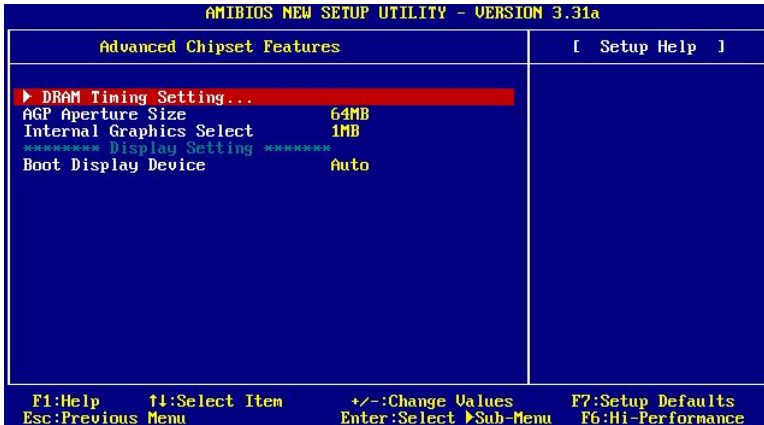 AMIBIOS NEW SETUP UTILITY - VERSION 3.31a
Advanced Chipset Features
[ Setup Help ]
▶ DRAM Timing Setting...
AGP Aperture Size 64MB
Internal Graphics Select 1MB
******** Display Setting *******
Boot Display Device Auto
F1:Help ↑↓:Select Item +/-:Change Values F7:Setup Defaults
Esc:Previous Menu Enter:Select ▶Sub-Menu F6:Hi-Performance